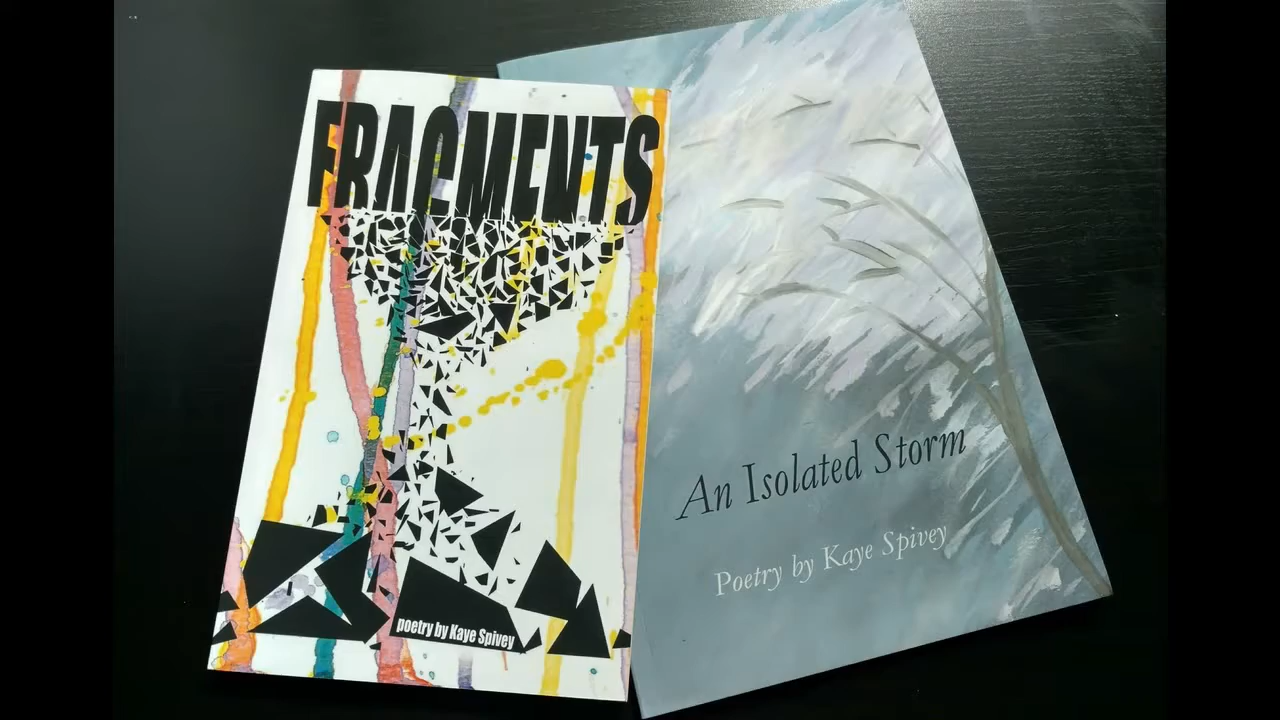 FRAGMENTS
poetry by Kaye Spivey
An Isolated Storm
Poetry by Kaye Spivey